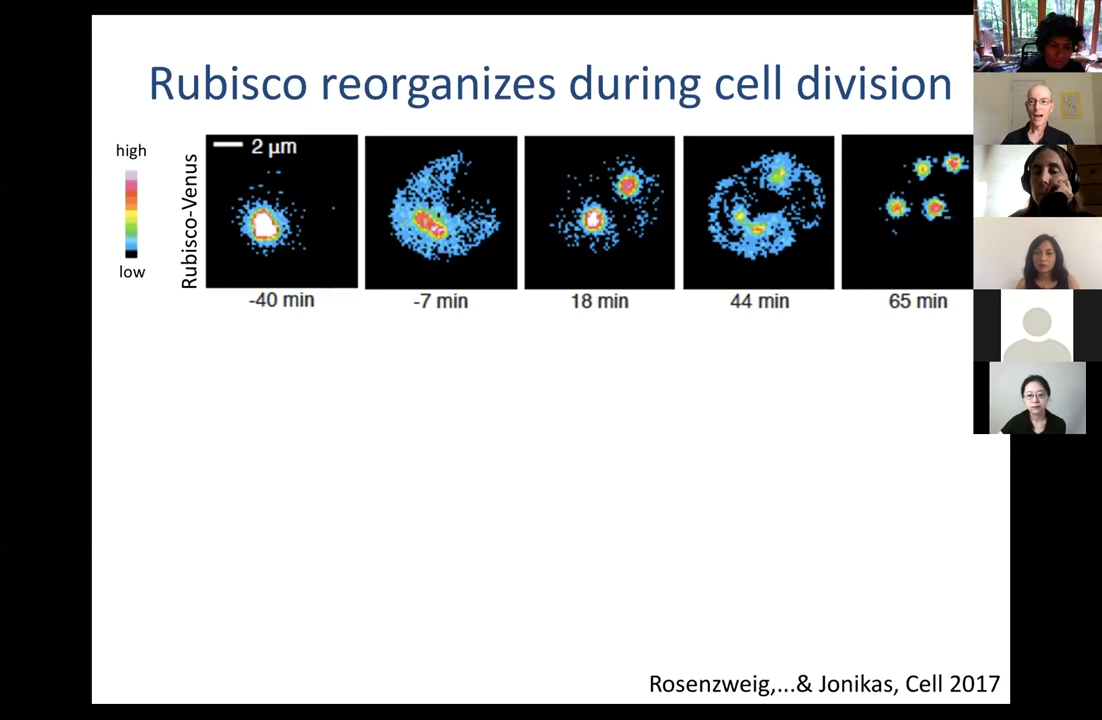 Rubisco reorganizes during cell division
high
low
Rubisco-Venus
2 µm
-40 min
-7 min
18 min
44 min
65 min
Rosenzweig,...& Jonikas, Cell 2017